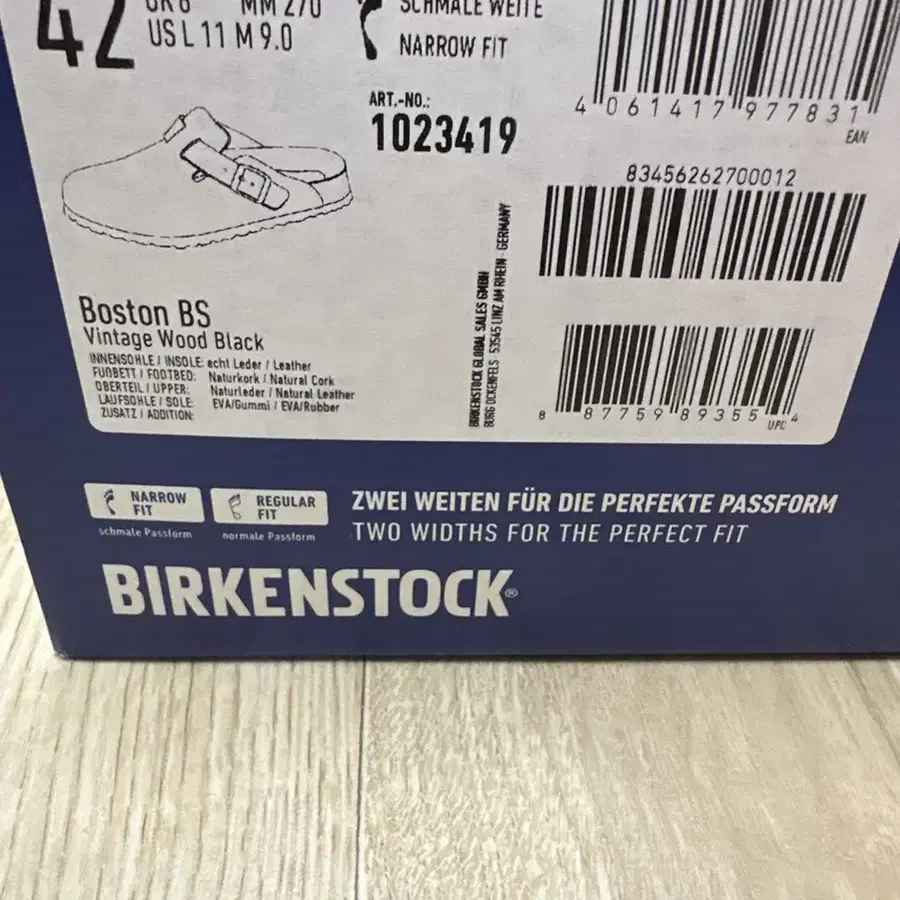 42
UK 8 MM 270
US L 11 M 9.0
SCHMALE WEITE
NARROW FIT
4 061417 977831
EAN
ART.-NO.:
1023419
83456262700012
Boston BS
Vintage Wood Black
INNENSOHLE / INSOLE: echt Leder / Leather
FUßBETT / FOOTBED: Naturkork / Natural Cork
OBERTEIL / UPPER: Naturleder / Natural Leather
LAUFSOHLE / SOLE: EVA/Gummi / EVA/Rubber
ZUSATZ / ADDITION:
BIRKENSTOCK GLOBAL SALES GMBH
BURG OCKENFELS 53545 LINZ AM RHEIN - GERMANY
8 87759 89355 4
UPC
NARROW FIT
schmale Passform
REGULAR FIT
normale Passform
ZWEI WEITEN FÜR DIE PERFEKTE PASSFORM
TWO WIDTHS FOR THE PERFECT FIT
BIRKENSTOCK®